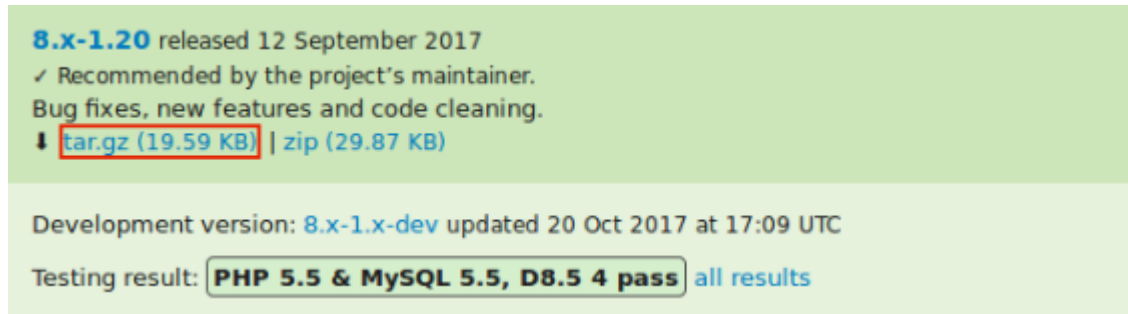 8.x-1.20 released 12 September 2017
✓ Recommended by the project's maintainer.
Bug fixes, new features and code cleaning.
⬇ tar.gz (19.59 KB) | zip (29.87 KB)
Development version: 8.x-1.x-dev updated 20 Oct 2017 at 17:09 UTC
Testing result: PHP 5.5 & MySQL 5.5, D8.5 4 pass all results